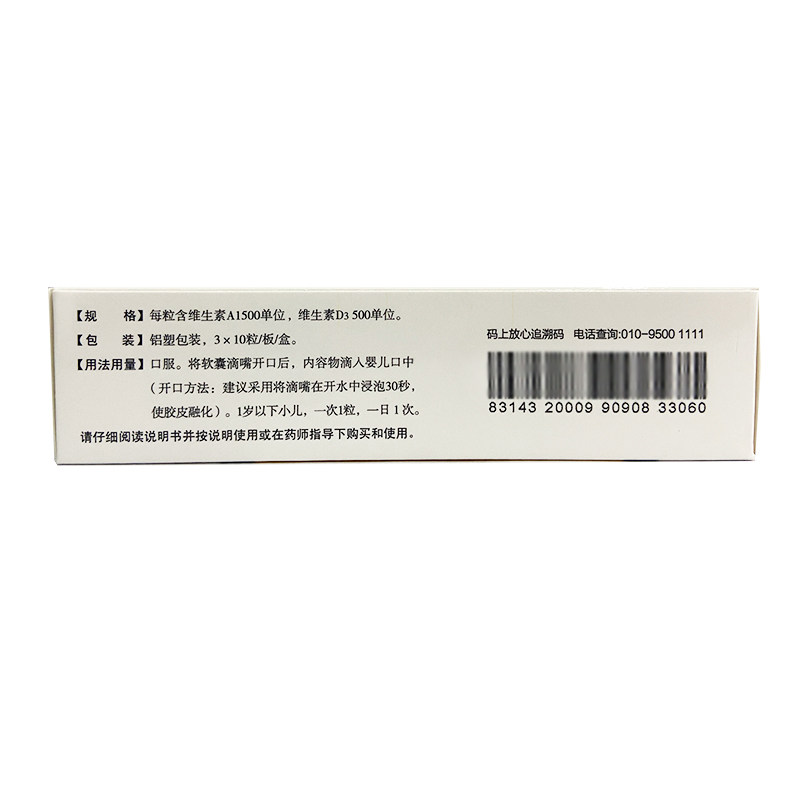 【规　　格】每粒含维生素A1500单位，维生素D3 500单位。
【包　　装】铝塑包装，3×10粒/板/盒。
【用法用量】口服。将软囊滴嘴开口后，内容物滴人婴儿口中
（开口方法：建议采用将滴嘴在开水中浸泡30秒，
使胶皮融化）。1岁以下小儿，一次1粒，一日1次。
请仔细阅读说明书并按说明使用或在药师指导下购买和使用。
码上放心追溯码　电话查询:010-9500 1111
83143 20009 90908 33060